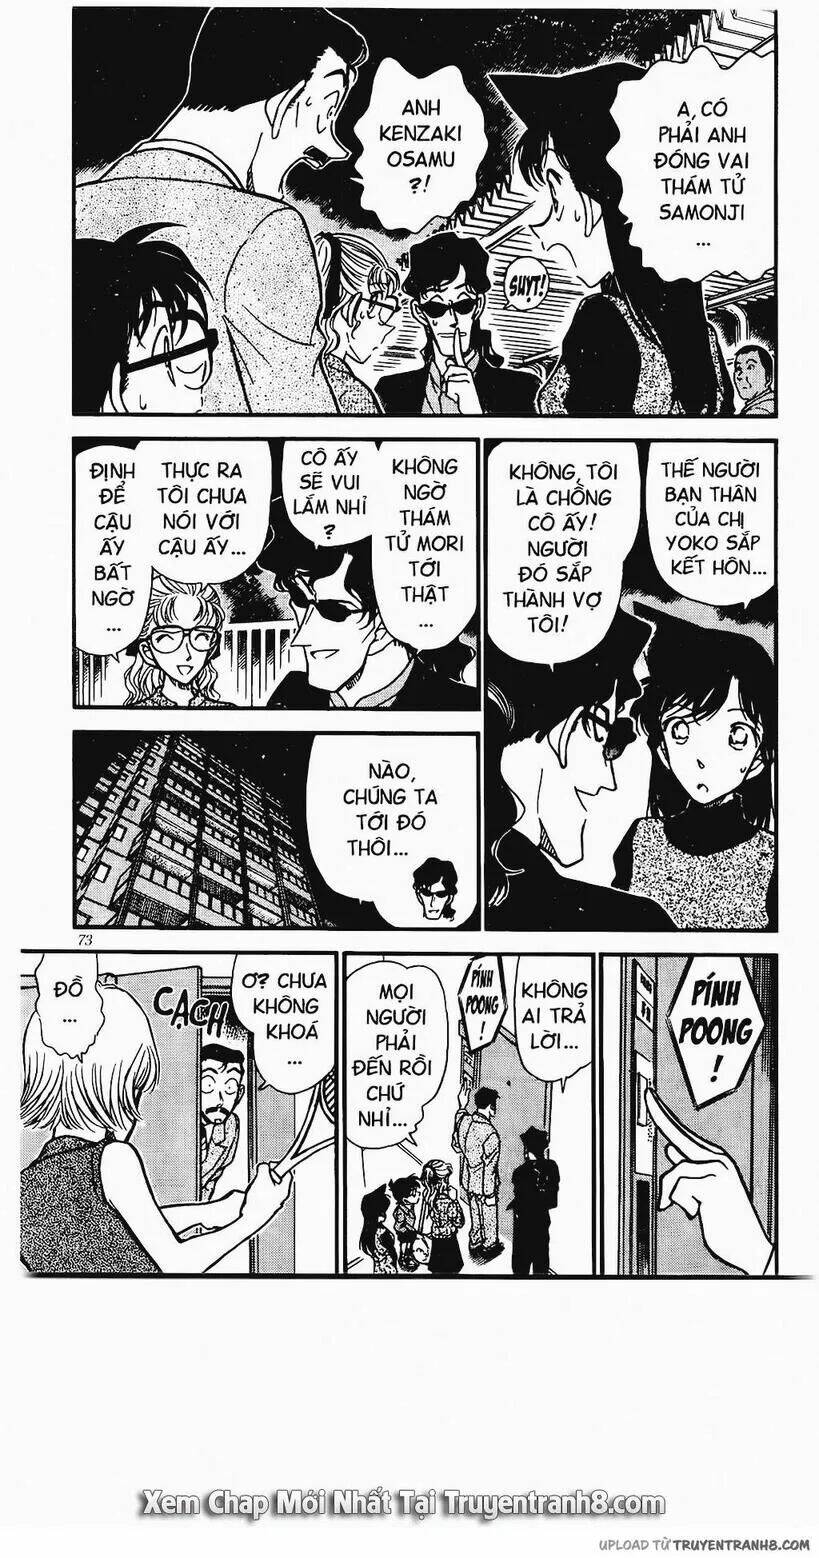 A, CÓ
PHẢI ANH
ĐÓNG VAI
THÁM TỬ
SAMONJI
...
ANH
KENZAKI
OSAMU
?!
SUỴT!
THẾ NGƯỜI
BẠN THÂN
CỦA CHỊ
YOKO SẮP
KẾT HÔN...
KHÔNG, TÔI
LÀ CHỒNG
CÔ ẤY!
NGƯỜI
ĐÓ SẮP
THÀNH VỢ
TÔI!
KHÔNG
NGỜ
THÁM
TỬ MORI
TỚI
THẬT
...
CÔ ẤY
SẼ VUI
LẮM NHỈ
?
THỰC RA
TÔI CHƯA
NÓI VỚI
CẬU ẤY...
ĐỊNH
ĐỂ
CẬU
ẤY
BẤT
NGỜ
...
NÀO,
CHÚNG TA
TỚI ĐÓ
THÔI...
73
PÍNH
POONG
!
KHÔNG
AI TRẢ
LỜI...
PÍNH
POONG
!
MỌI
NGƯỜI
PHẢI
ĐẾN RỒI
CHỨ
NHỈ...
Ơ? CHƯA
KHÔNG
KHOÁ
...
CẠCH
ĐỒ
...
Xem Chap Mới Nhất Tại Truyentranh8.com
UPLOAD TỪ TRUYENTRANH8.COM